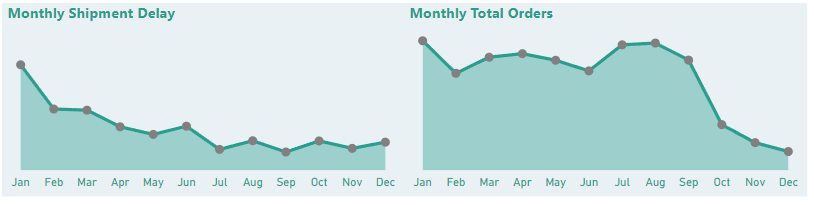 Monthly Shipment Delay
Jan Feb Mar Apr May Jun Jul Aug Sep Oct Nov Dec
Monthly Total Orders
Jan Feb Mar Apr May Jun Jul Aug Sep Oct Nov Dec